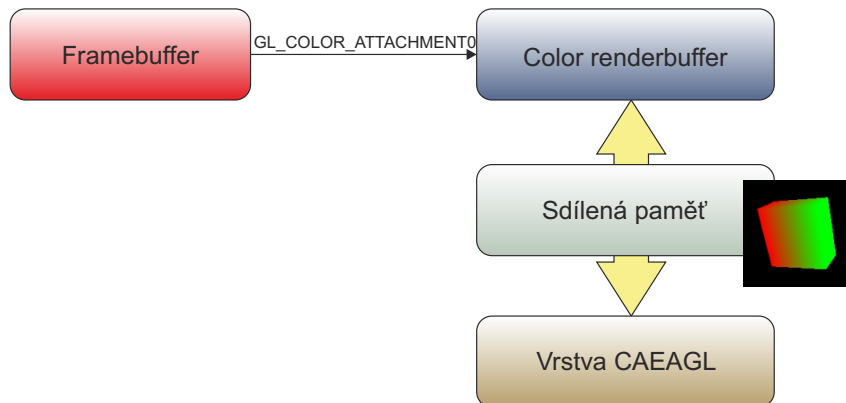 Framebuffer
GL_COLOR_ATTACHMENT0
Color renderbuffer
Sdílená paměť
Vrstva CAEAGL